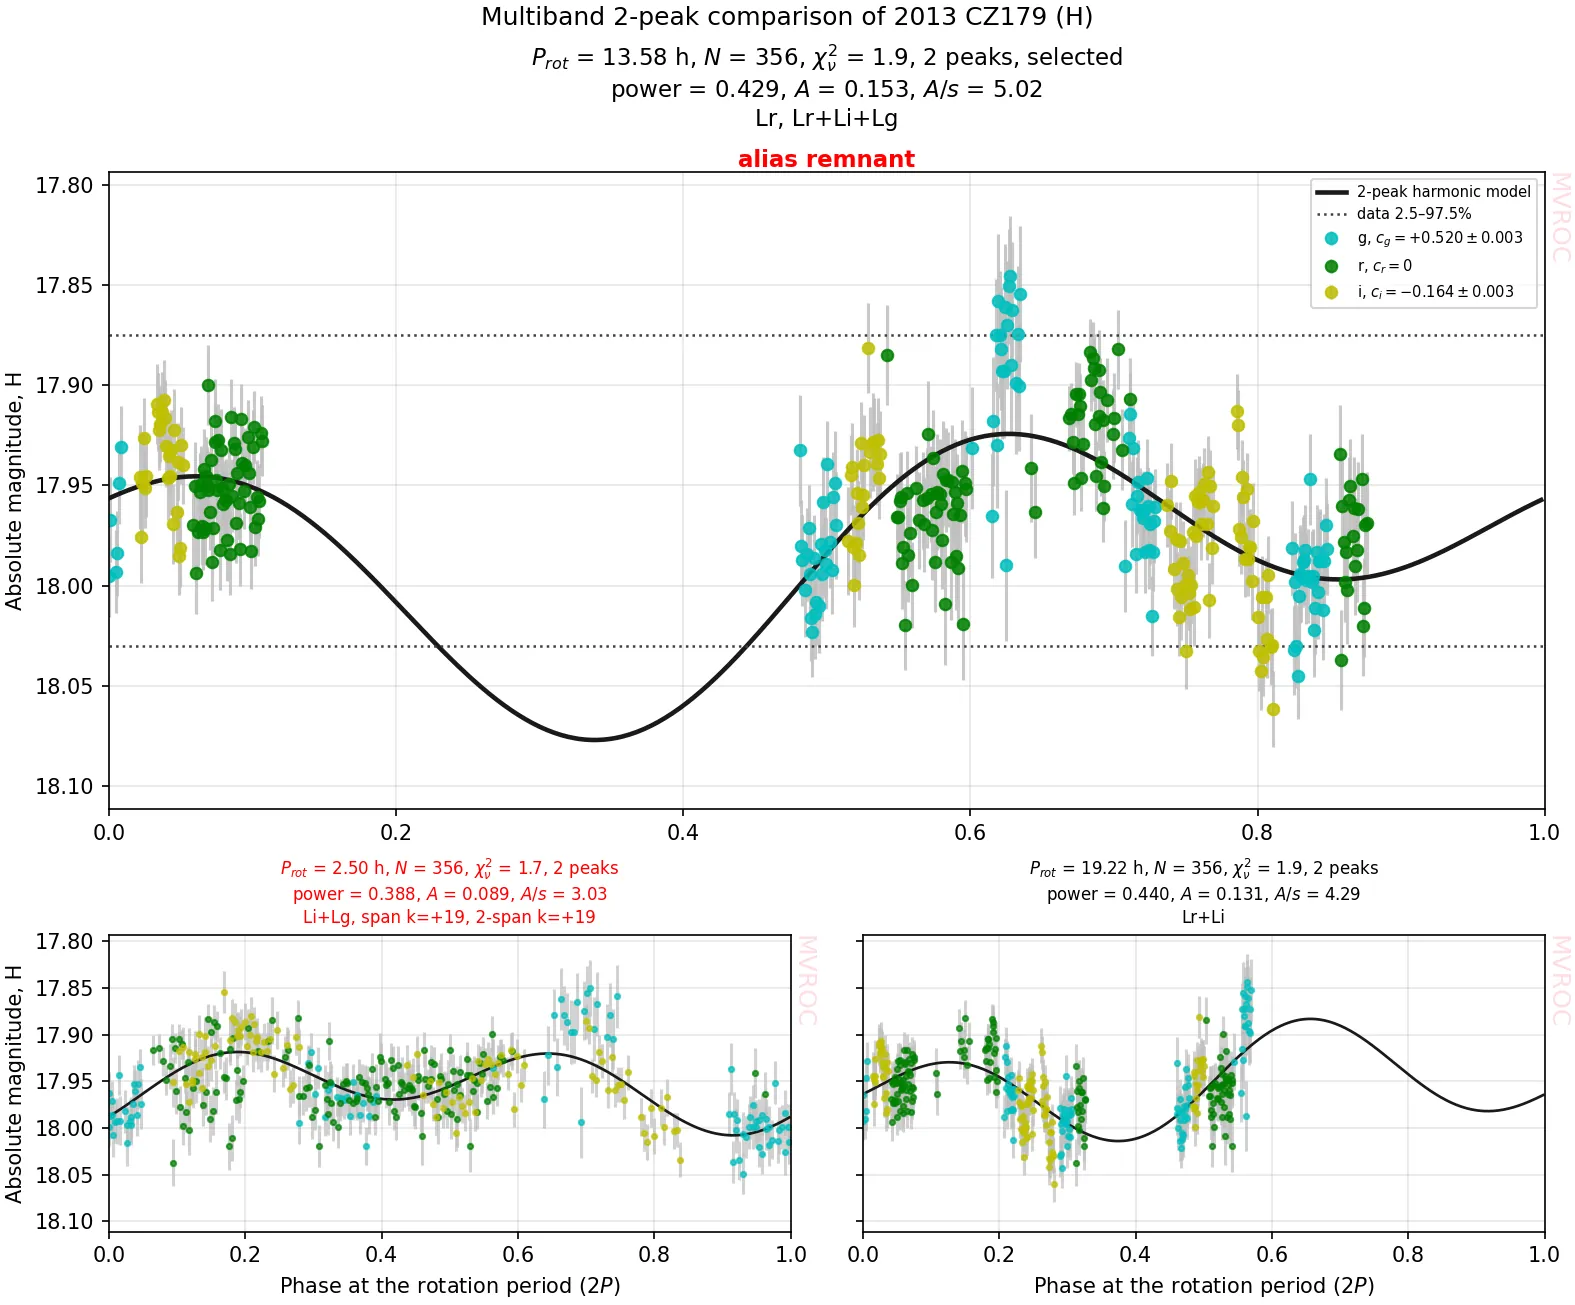 Multiband 2-peak comparison of 2013 CZ179 (H)
P_rot = 13.58 h, N = 356, χ²_ν = 1.9, 2 peaks, selected
power = 0.429, A = 0.153, A/s = 5.02
Lr, Lr+Li+Lg
alias remnant
MVROC
2-peak harmonic model
data 2.5–97.5%
g, c_g = +0.520 ± 0.003
r, c_r = 0
i, c_i = −0.164 ± 0.003
Absolute magnitude, H
17.80
17.85
17.90
17.95
18.00
18.05
18.10
0.0 0.2 0.4 0.6 0.8 1.0
P_rot = 2.50 h, N = 356, χ²_ν = 1.7, 2 peaks
power = 0.388, A = 0.089, A/s = 3.03
Li+Lg, span k=+19, 2-span k=+19
MVROC
Absolute magnitude, H
17.80
17.85
17.90
17.95
18.00
18.05
18.10
0.0 0.2 0.4 0.6 0.8 1.0
Phase at the rotation period (2P)
P_rot = 19.22 h, N = 356, χ²_ν = 1.9, 2 peaks
power = 0.440, A = 0.131, A/s = 4.29
Lr+Li
MVROC
0.0 0.2 0.4 0.6 0.8 1.0
Phase at the rotation period (2P)